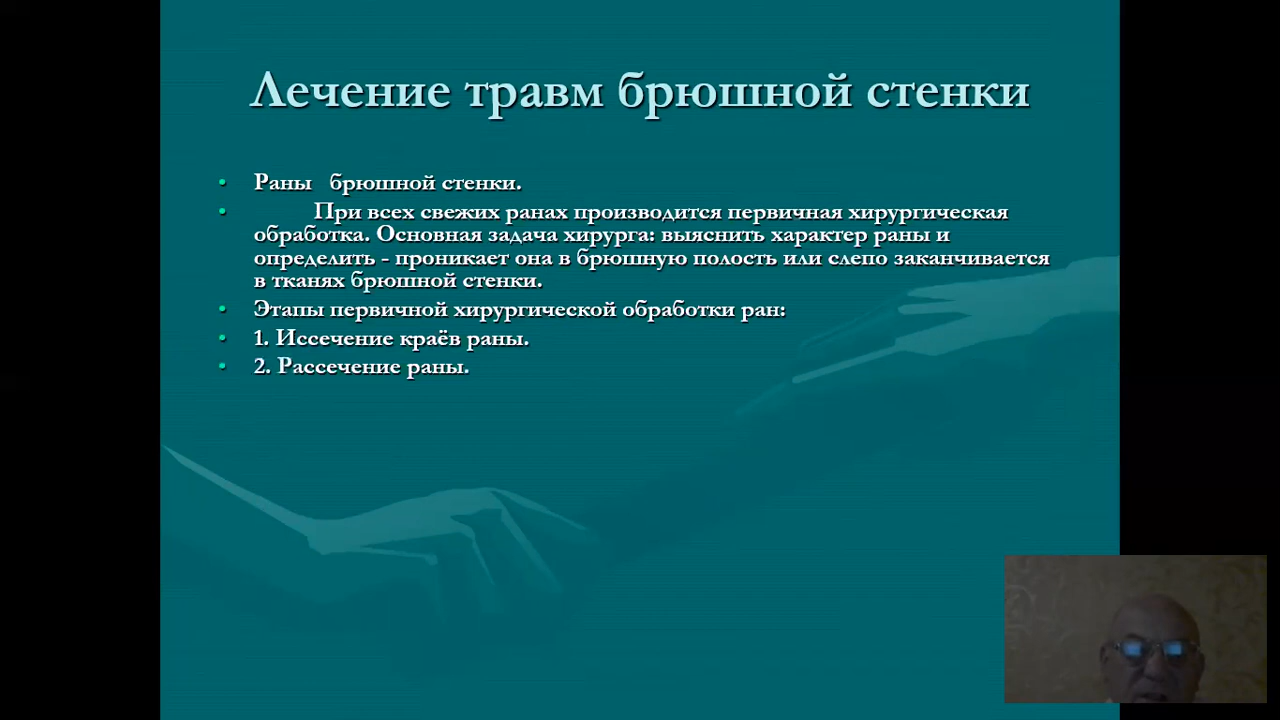 Лечение травм брюшной стенки
• Раны брюшной стенки.
• При всех свежих ранах производится первичная хирургическая
обработка. Основная задача хирурга: выяснить характер раны и
определить - проникает она в брюшную полость или слепо заканчивается
в тканях брюшной стенки.
• Этапы первичной хирургической обработки ран:
• 1. Иссечение краёв раны.
• 2. Рассечение раны.